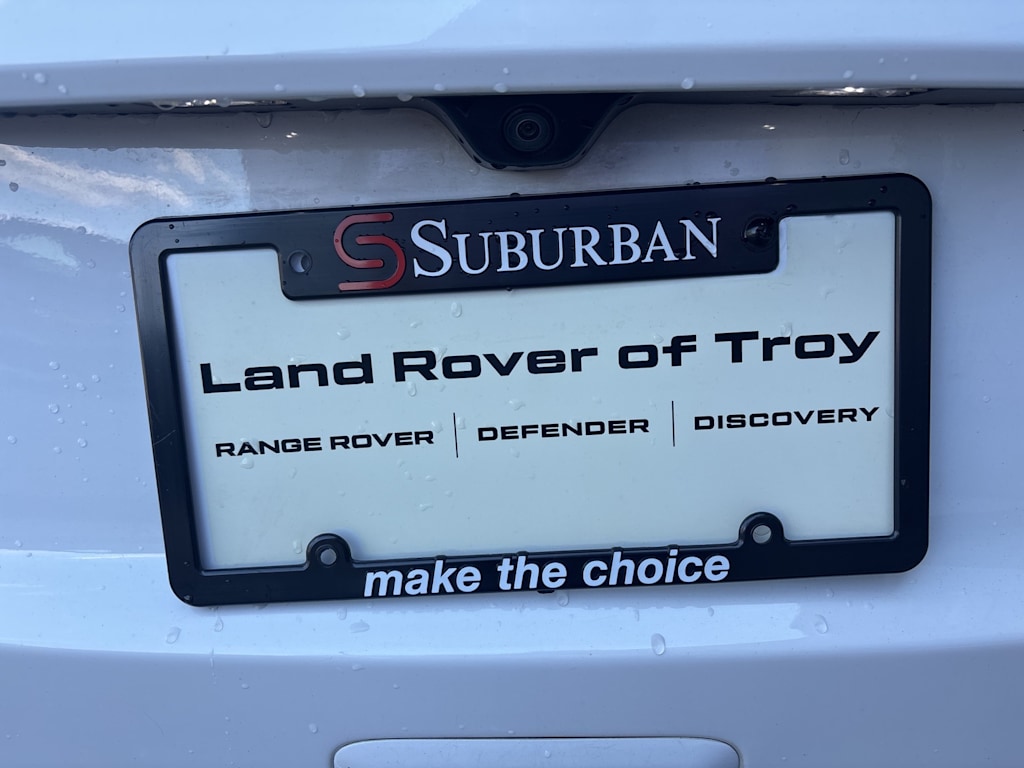 SUBURBAN
Land Rover of Troy
RANGE ROVER | DEFENDER | DISCOVERY
make the choice